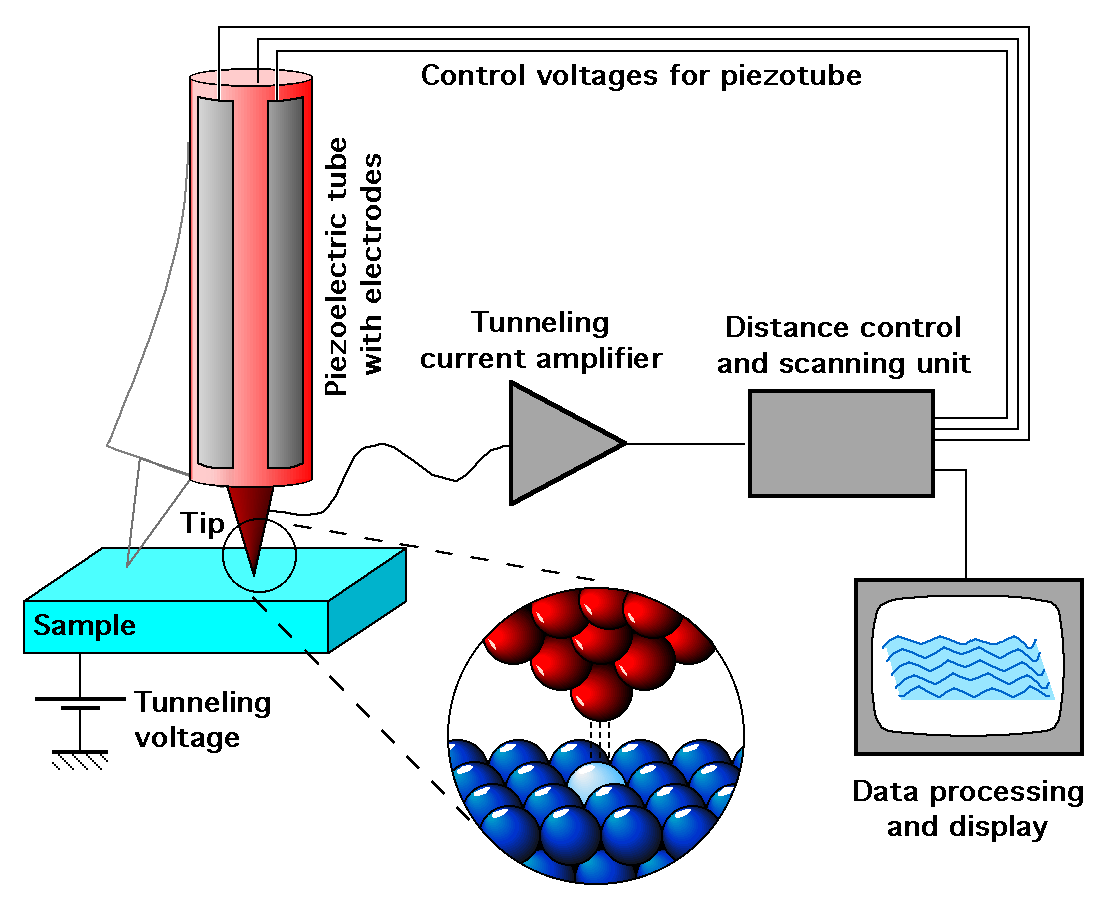 Control voltages for piezotube
Piezoelectric tube
with electrodes
Tunneling
current amplifier
Distance control
and scanning unit
Tip
Sample
Tunneling
voltage
Data processing
and display